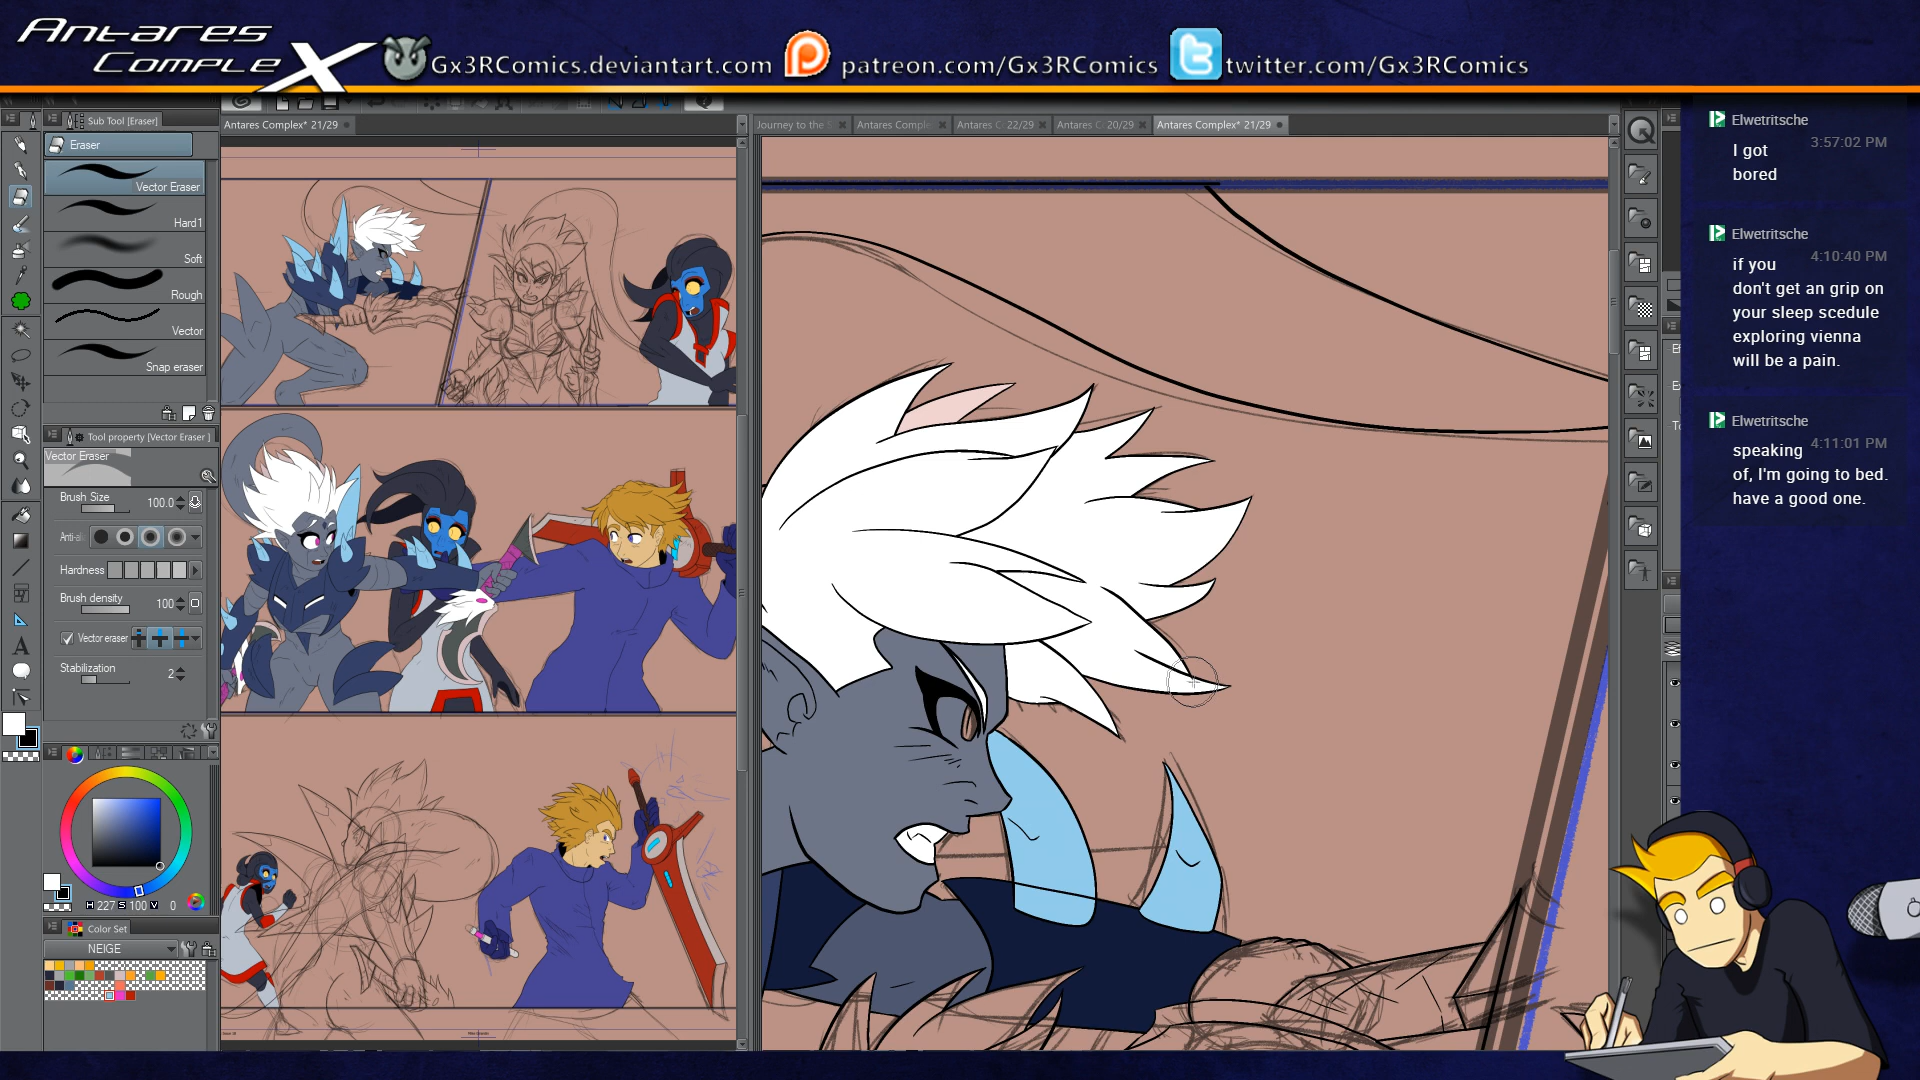 Antares
Complex
Gx3RComics.deviantart.com
patreon.com/Gx3RComics
twitter.com/Gx3RComics
Sub Tool [Eraser]
Eraser
Vector Eraser
Hard1
Soft
Rough
Vector
Snap eraser
Tool property [Vector Eraser ]
Vector Eraser
Brush Size
100.0
Anti-al
Hardness
Brush density
100
Vector eraser
Stabilization
2
H 227 S 100 V 0
Color Set
NEIGE
Antares Complex* 21/29
Journey to the
Antares Comple
Antares C 22/29
Antares C 20/29
Antares Complex* 21/29
Elwetritsche
3:57:02 PM
I got
bored
Elwetritsche
4:10:40 PM
if you
don't get an grip on
your sleep scedule
exploring vienna
will be a pain.
Elwetritsche
4:11:01 PM
speaking
of, I'm going to bed.
have a good one.